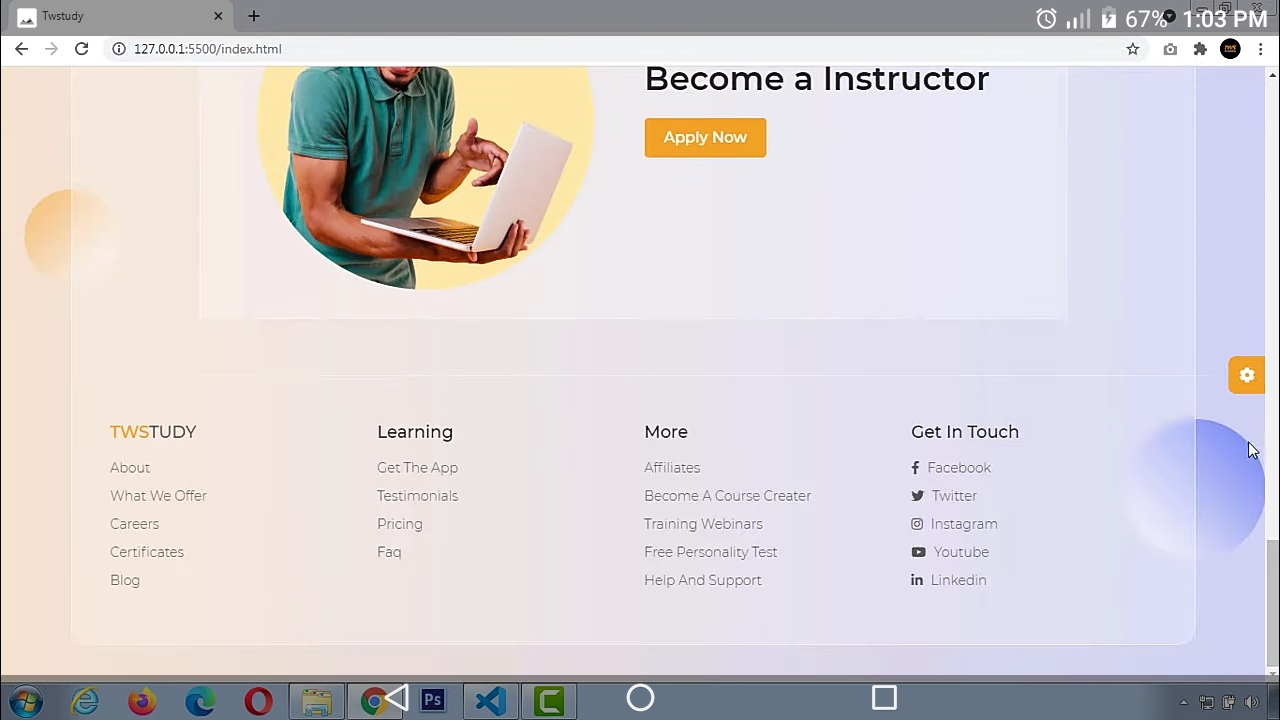 Twstudy
67%
1:03 PM
127.0.0.1:5500/index.html
Become a Instructor
Apply Now
TWSTUDY
About
What We Offer
Careers
Certificates
Blog
Learning
Get The App
Testimonials
Pricing
Faq
More
Affiliates
Become A Course Creater
Training Webinars
Free Personality Test
Help And Support
Get In Touch
Facebook
Twitter
Instagram
Youtube
Linkedin
Ps